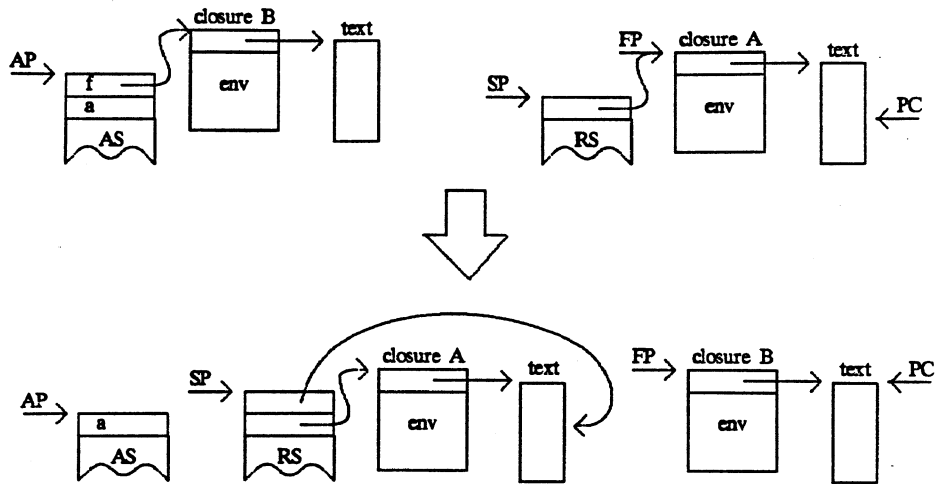 closure B
text
AP
f
a
env
AS
FP
closure A
text
SP
env
PC
RS
closure A
FP
closure B
text
PC
SP
text
AP
a
env
env
AS
RS